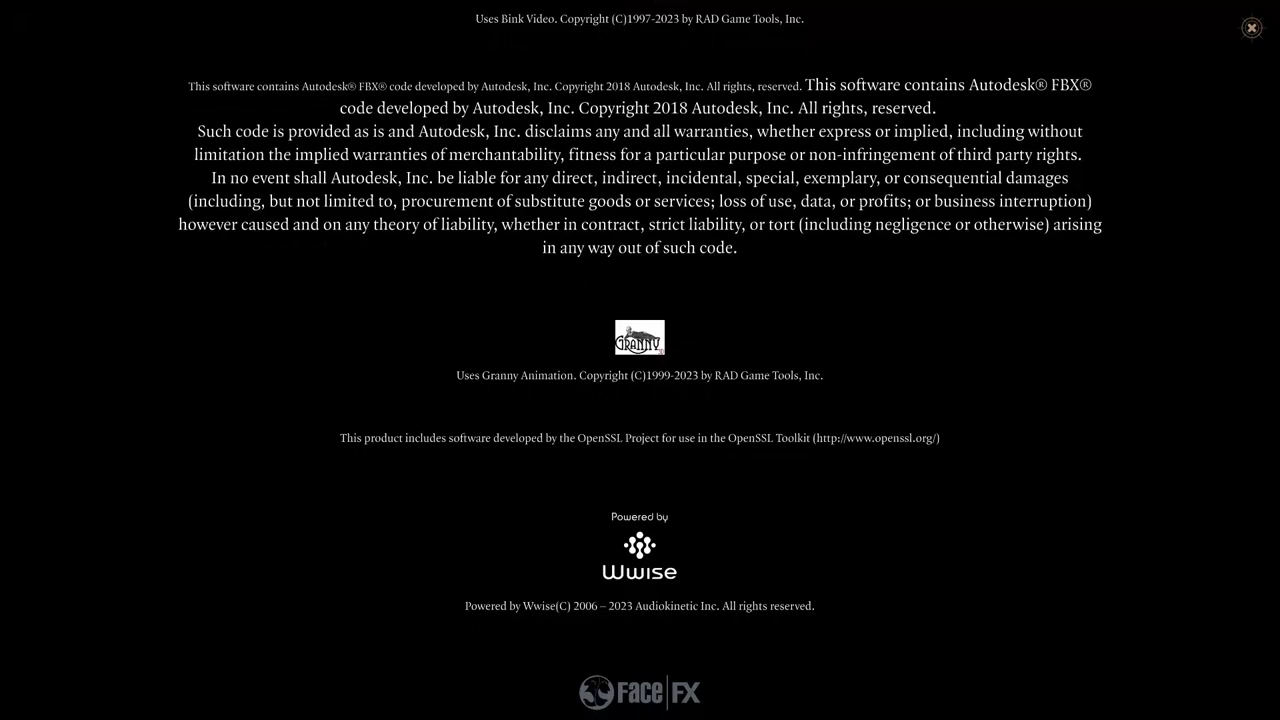 Uses Bink Video. Copyright (C)1997-2023 by RAD Game Tools, Inc.
This software contains Autodesk® FBX® code developed by Autodesk, Inc. Copyright 2018 Autodesk, Inc. All rights, reserved. This software contains Autodesk® FBX®
code developed by Autodesk, Inc. Copyright 2018 Autodesk, Inc. All rights, reserved.
Such code is provided as is and Autodesk, Inc. disclaims any and all warranties, whether express or implied, including without
limitation the implied warranties of merchantability, fitness for a particular purpose or non-infringement of third party rights.
In no event shall Autodesk, Inc. be liable for any direct, indirect, incidental, special, exemplary, or consequential damages
(including, but not limited to, procurement of substitute goods or services; loss of use, data, or profits; or business interruption)
however caused and on any theory of liability, whether in contract, strict liability, or tort (including negligence or otherwise) arising
in any way out of such code.
GRANNY
Uses Granny Animation. Copyright (C)1999-2023 by RAD Game Tools, Inc.
This product includes software developed by the OpenSSL Project for use in the OpenSSL Toolkit (http://www.openssl.org/)
Powered by
Wwise
Powered by Wwise(C) 2006 – 2023 Audiokinetic Inc. All rights reserved.
FACE FX